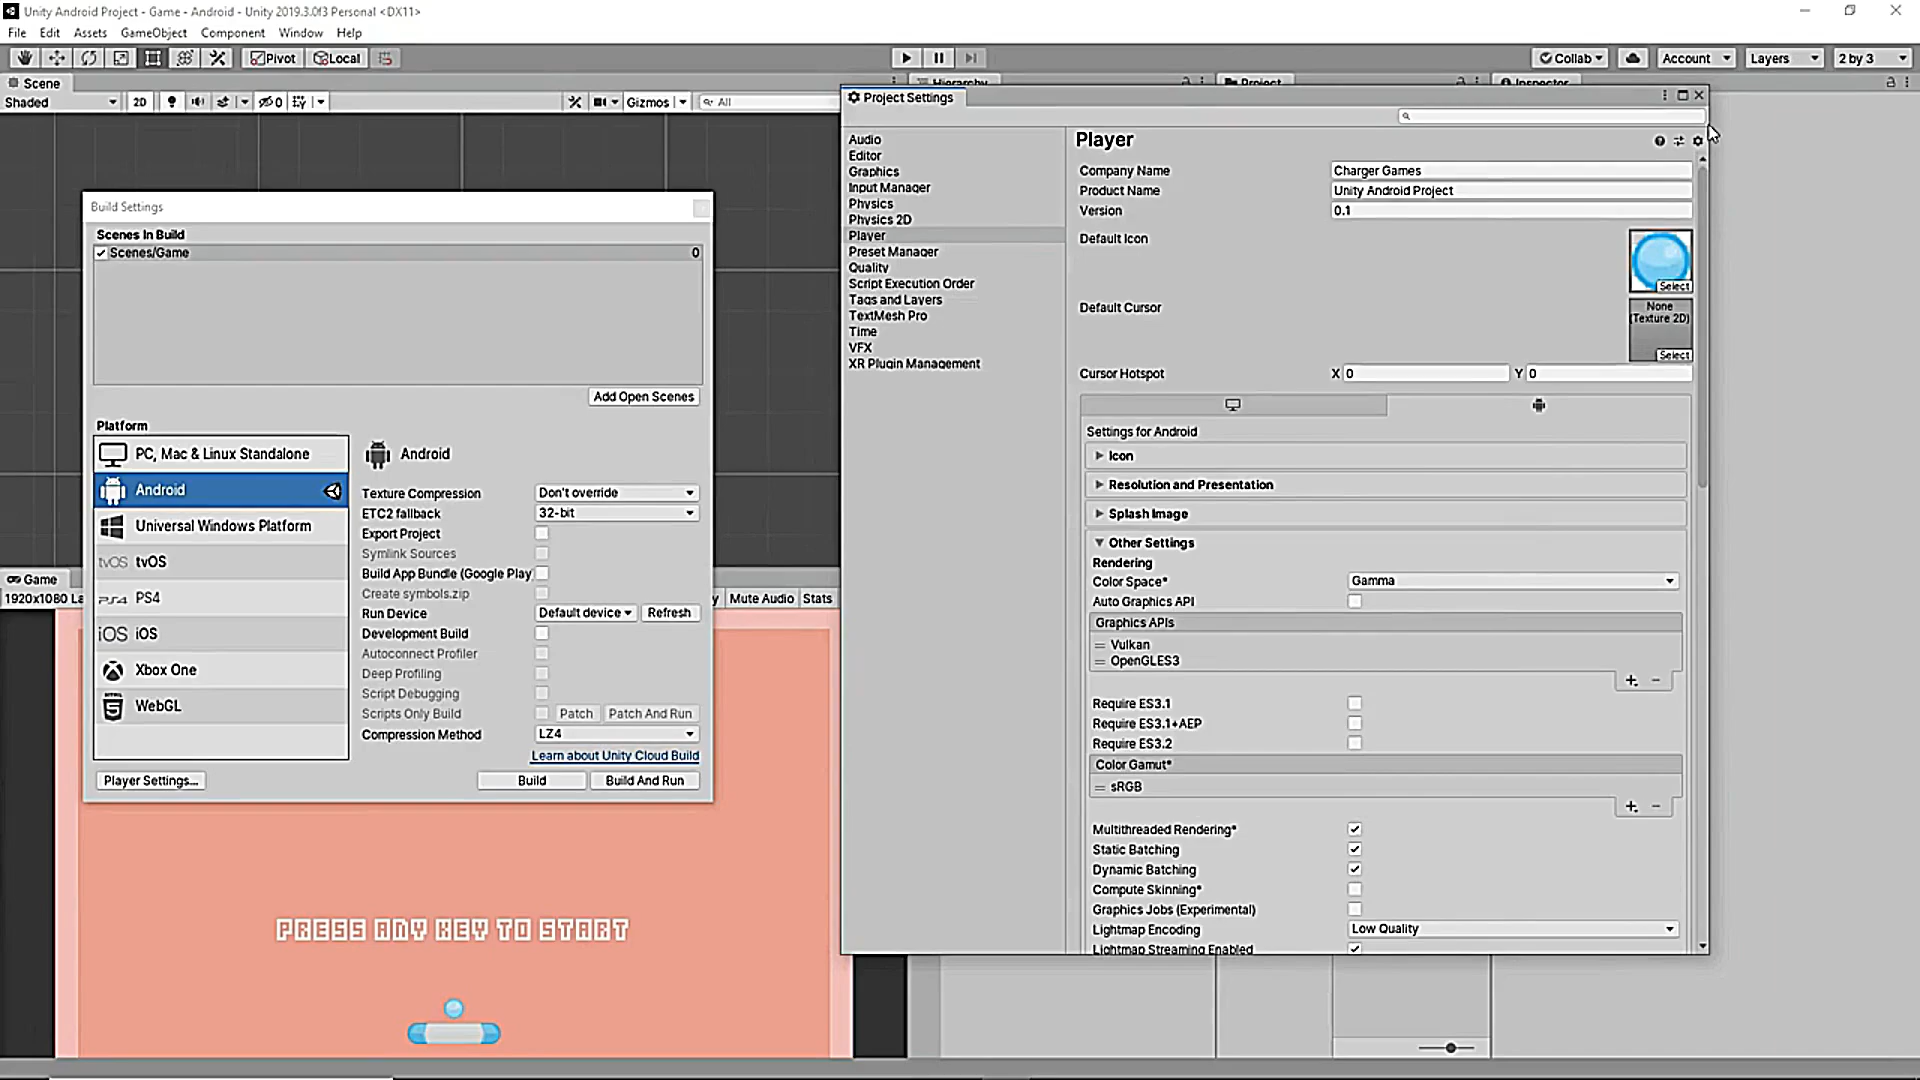 Unity Android Project - Game - Android - Unity 2019.3.0f3 Personal <DX11>
File Edit Assets GameObject Component Window Help
Pivot Local Collab Account Layers 2 by 3
Scene Hierarchy Project Inspector
Shaded 2D 0 Gizmos All
Project Settings
Audio
Editor
Graphics
Input Manager
Physics
Physics 2D
Player
Preset Manager
Quality
Script Execution Order
Tags and Layers
TextMesh Pro
Time
VFX
XR Plugin Management
Player
Company Name Charger Games
Product Name Unity Android Project
Version 0.1
Default Icon
Select
Default Cursor
None
(Texture 2D)
Select
Cursor Hotspot X 0 Y 0
Settings for Android
Icon
Resolution and Presentation
Splash Image
Other Settings
Rendering
Color Space* Gamma
Auto Graphics API
Graphics APIs
Vulkan
OpenGLES3
Require ES3.1
Require ES3.1+AEP
Require ES3.2
Color Gamut*
sRGB
Multithreaded Rendering*
Static Batching
Dynamic Batching
Compute Skinning*
Graphics Jobs (Experimental)
Lightmap Encoding Low Quality
Lightmap Streaming Enabled
Build Settings
Scenes In Build
Scenes/Game 0
Add Open Scenes
Platform
PC, Mac & Linux Standalone
Android
Universal Windows Platform
tvOS tvOS
PS4 PS4
iOS iOS
Xbox One
HTML 5 WebGL
Android
Texture Compression Don't override
ETC2 fallback 32-bit
Export Project
Symlink Sources
Build App Bundle (Google Play
Create symbols.zip
Run Device Default device Refresh
Development Build
Autoconnect Profiler
Deep Profiling
Script Debugging
Scripts Only Build Patch Patch And Run
Compression Method LZ4
Learn about Unity Cloud Build
Player Settings... Build Build And Run
Game
1920x1080 La y Mute Audio Stats
PRESS ANY KEY TO START